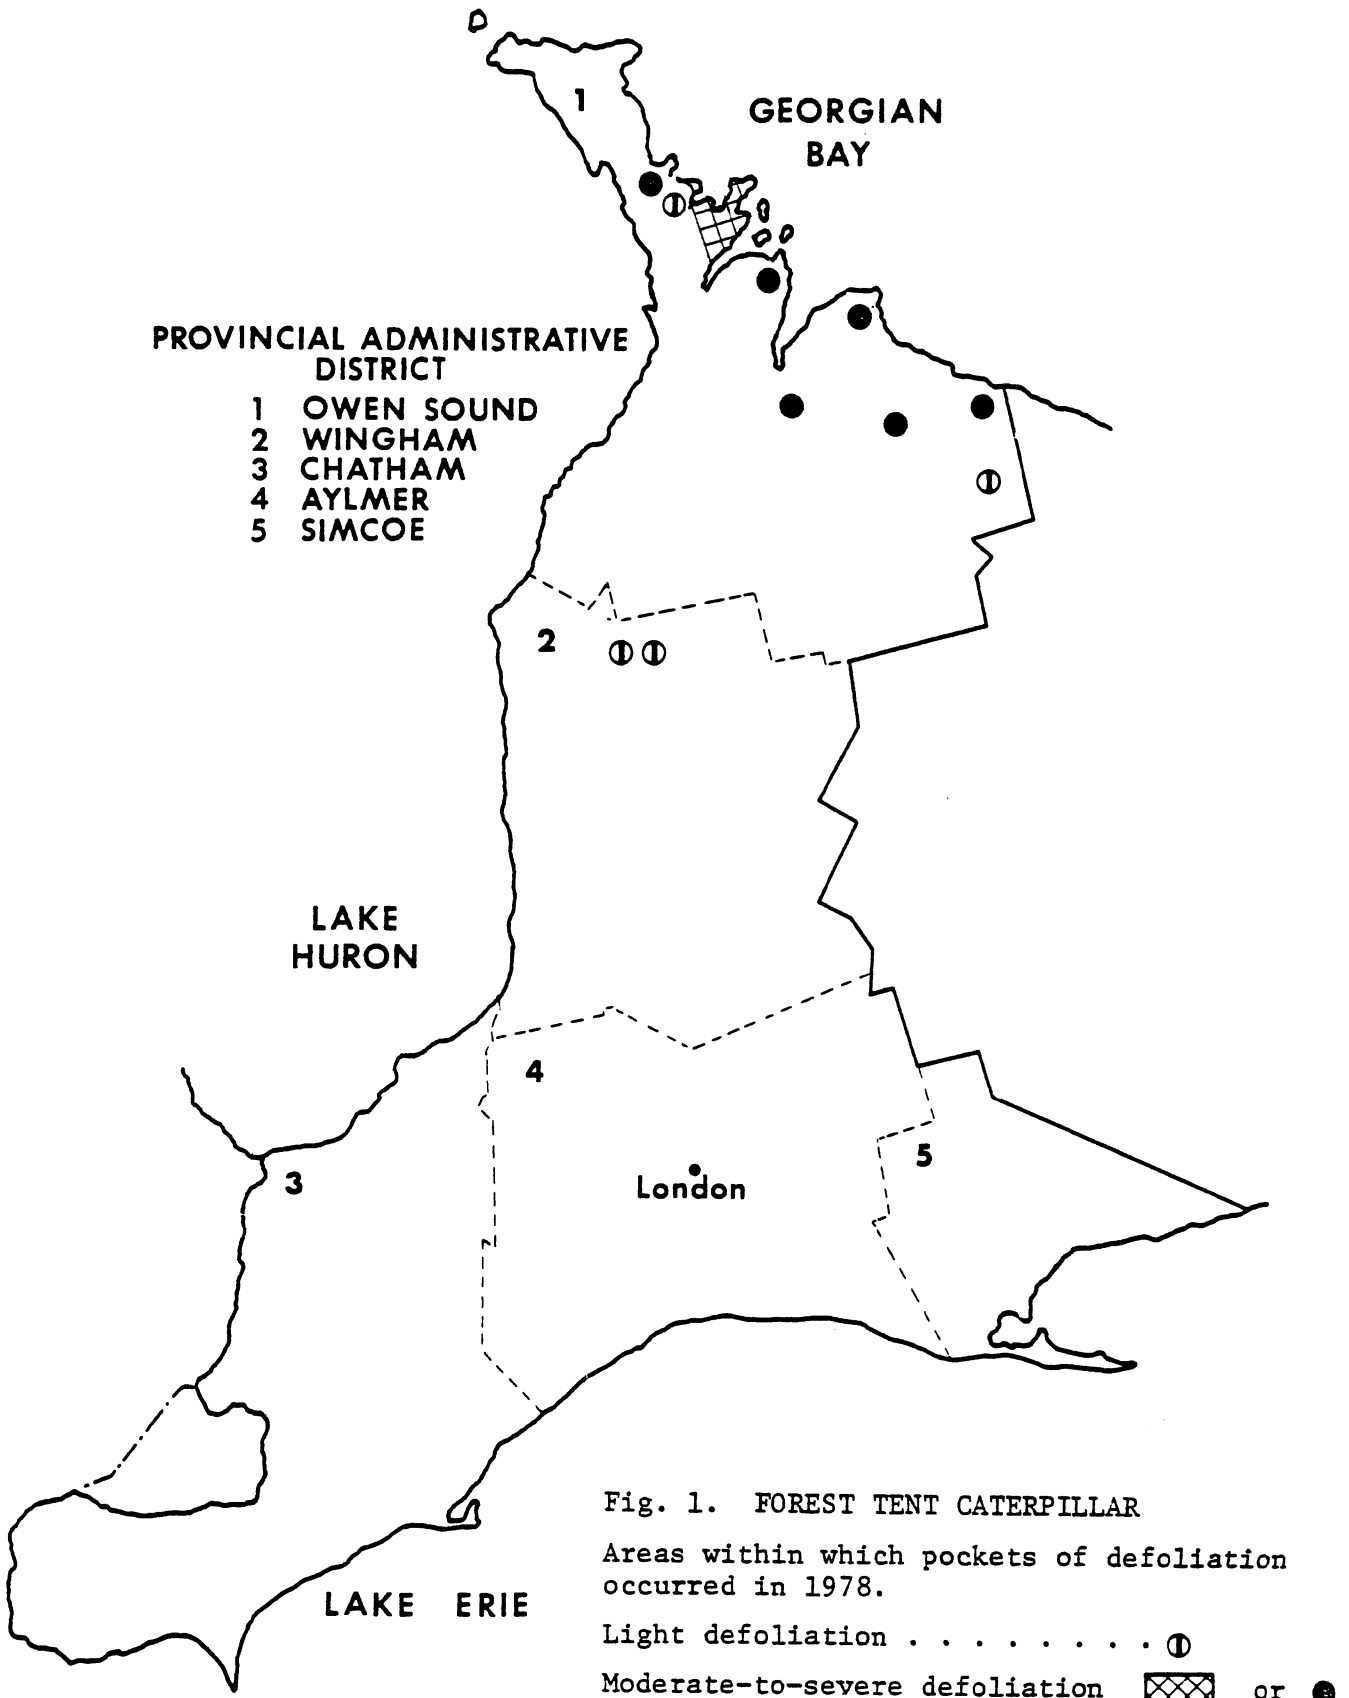 GEORGIAN
BAY
1
PROVINCIAL ADMINISTRATIVE
DISTRICT
1 OWEN SOUND
2 WINGHAM
3 CHATHAM
4 AYLMER
5 SIMCOE
2
LAKE
HURON
4
5
3
London
LAKE ERIE
Fig. 1. FOREST TENT CATERPILLAR
Areas within which pockets of defoliation
occurred in 1978.
Light defoliation . . . . . . . . .
Moderate-to-severe defoliation or